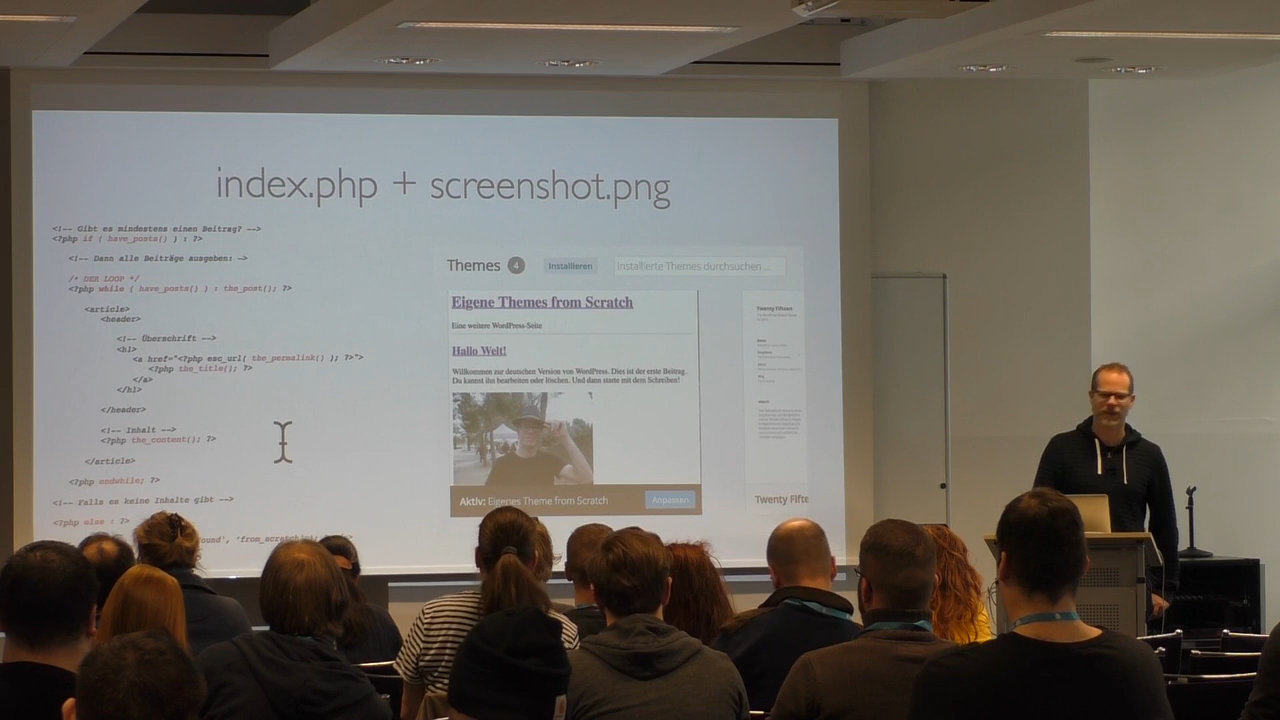 index.php + screenshot.png
<!-- Gibt es mindestens einen Beitrag? -->
<?php if ( have_posts() ) : ?>
<!-- Dann alle Beiträge ausgeben: -->
/* DER LOOP */
<?php while ( have_posts() ) : the_post(); ?>
<article>
<header>
<!-- Überschrift -->
<h1>
<a href="<?php esc_url( the_permalink() ); ?>">
<?php the_title(); ?>
</a>
</h1>
</header>
<!-- Inhalt -->
<?php the_content(); ?>
</article>
<?php endwhile; ?>
<!-- Falls es keine Inhalte gibt -->
<?php else : ?>
Themes 4 Installieren Installierte Themes durchsuchen ...
Eigene Themes from Scratch
Eine weitere WordPress-Seite
Hallo Welt!
Willkommen zur deutschen Version von WordPress. Dies ist der erste Beitrag.
Du kannst ihn bearbeiten oder löschen. Und dann starte mit dem Schreiben!
Aktiv: Eigenes Theme from Scratch Anpassen
Twenty Fifteen
Twenty Fifte